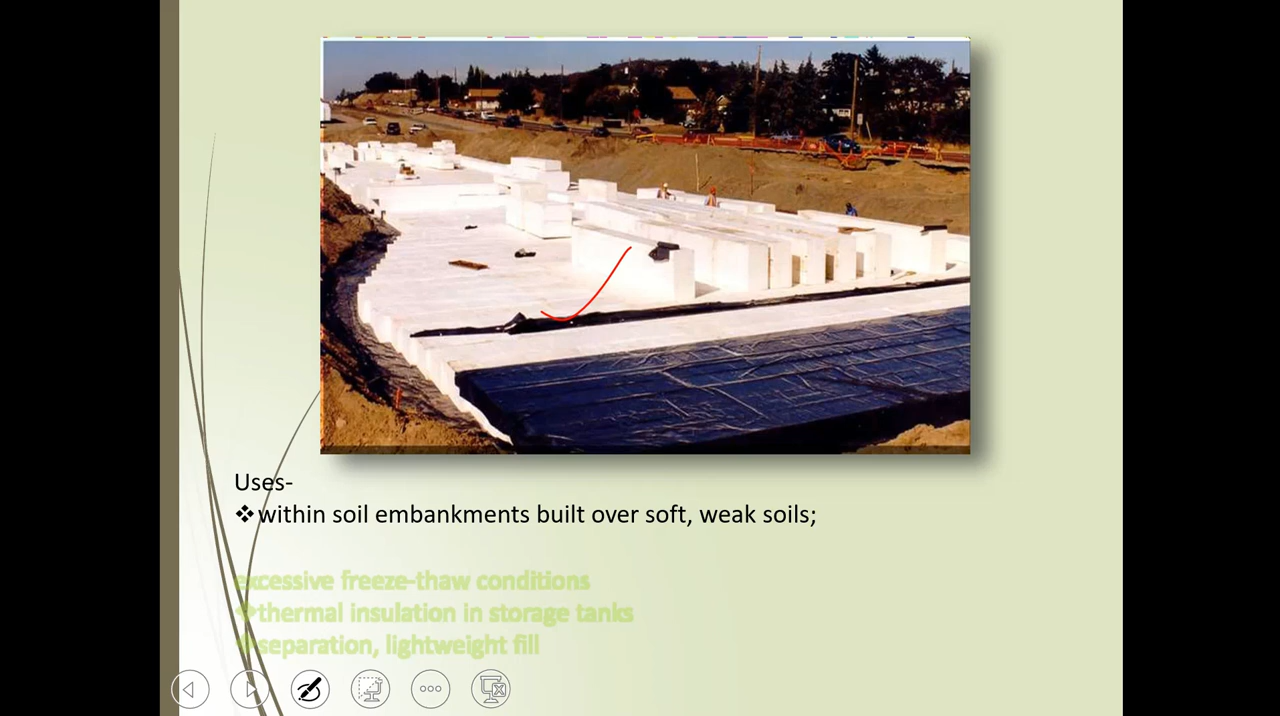 Uses-
❖within soil embankments built over soft, weak soils;
excessive freeze-thaw conditions
❖thermal insulation in storage tanks
❖separation, lightweight fill